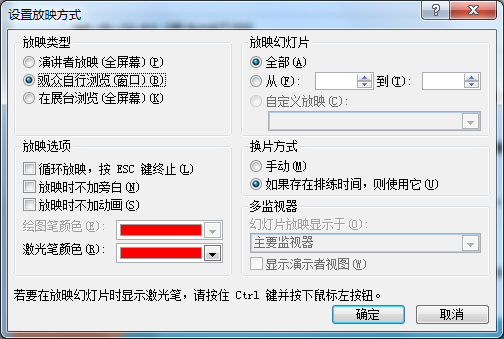 设置放映方式
放映类型
演讲者放映(全屏幕)(P)
观众自行浏览(窗口)(B)
在展台浏览(全屏幕)(K)
放映选项
循环放映，按 ESC 键终止(L)
放映时不加旁白(N)
放映时不加动画(S)
绘图笔颜色(E):
激光笔颜色(R):
放映幻灯片
全部(A)
从(F): 到(T):
自定义放映(C):
换片方式
手动(M)
如果存在排练时间，则使用它(U)
多监视器
幻灯片放映显示于(O):
主要监视器
显示演示者视图(W)
若要在放映幻灯片时显示激光笔，请按住 Ctrl 键并按下鼠标左按钮。
确定 取消